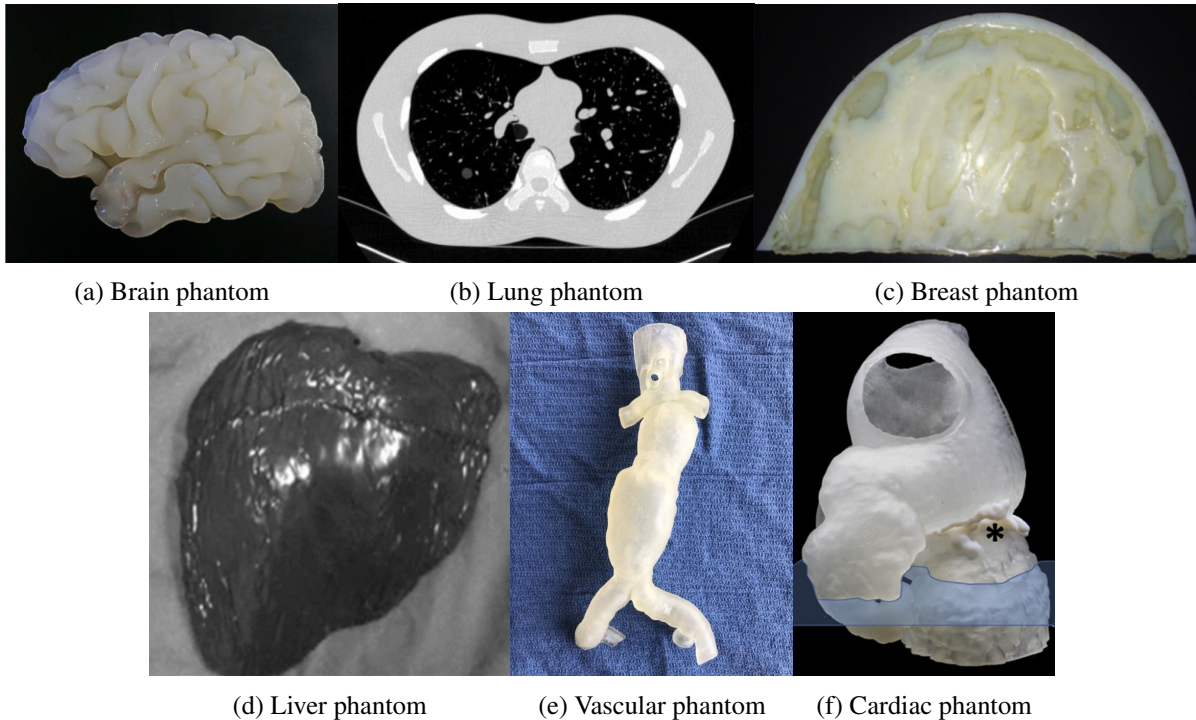 (a) Brain phantom
(b) Lung phantom
(c) Breast phantom
*
(d) Liver phantom
(e) Vascular phantom
(f) Cardiac phantom